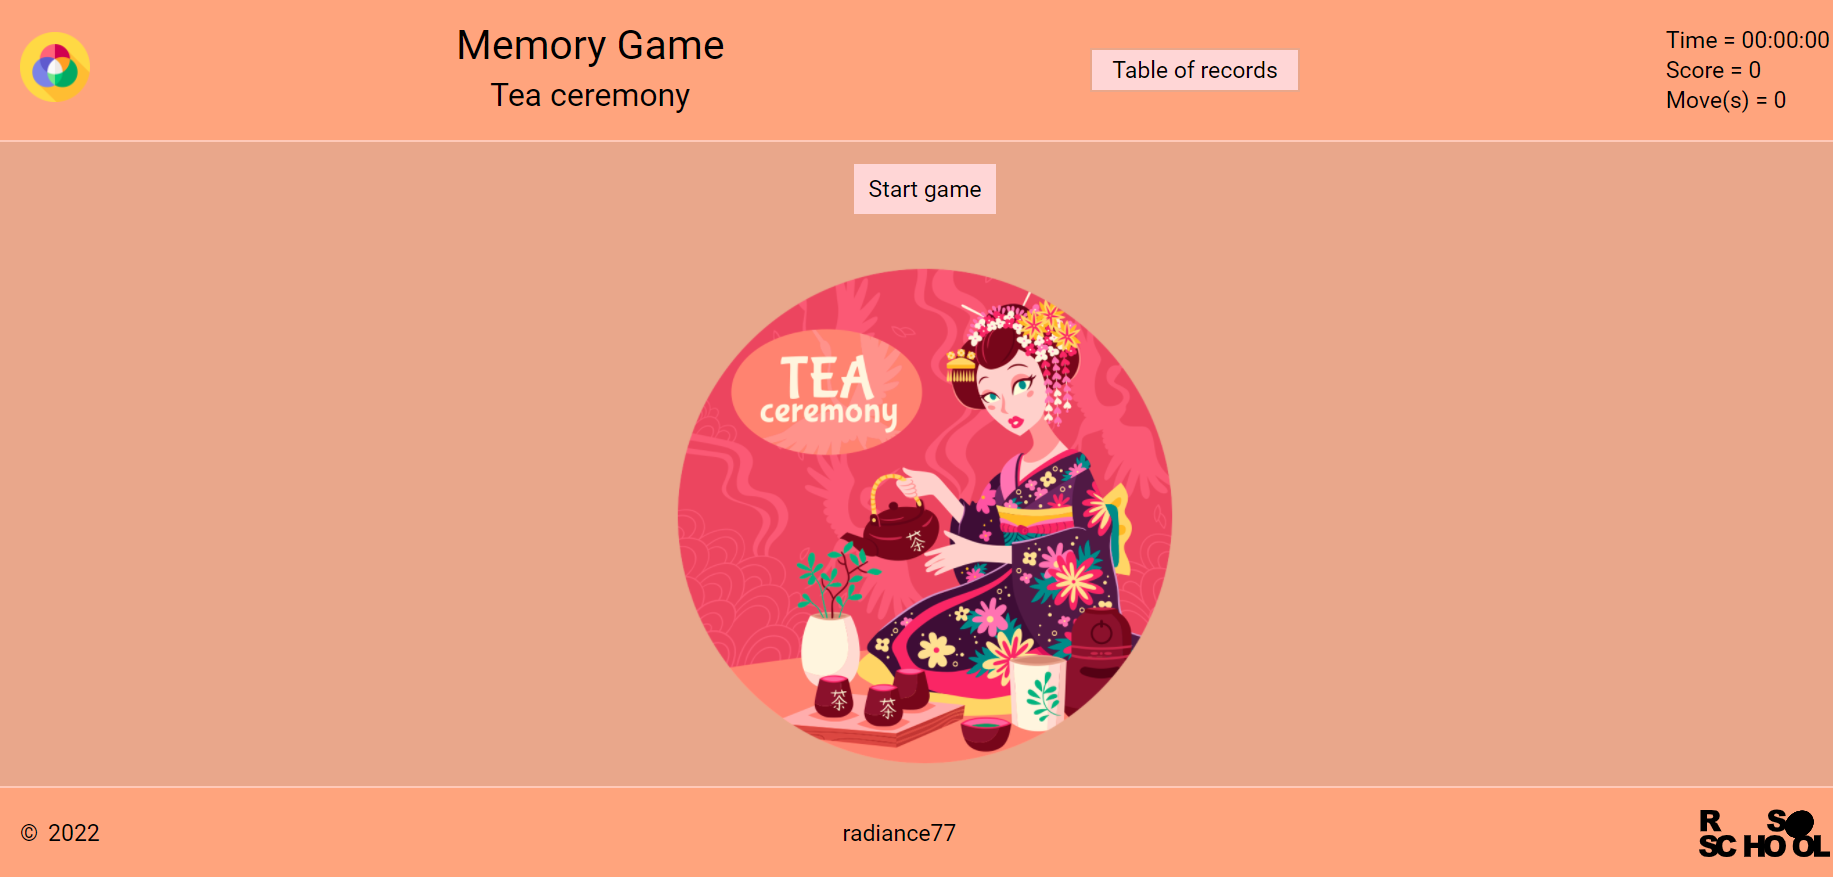 Memory Game
Tea ceremony
Table of records
Time = 00:00:00
Score = 0
Move(s) = 0
Start game
TEA
ceremony
茶
茶
茶
© 2022
radiance77
RS
SCHOOL